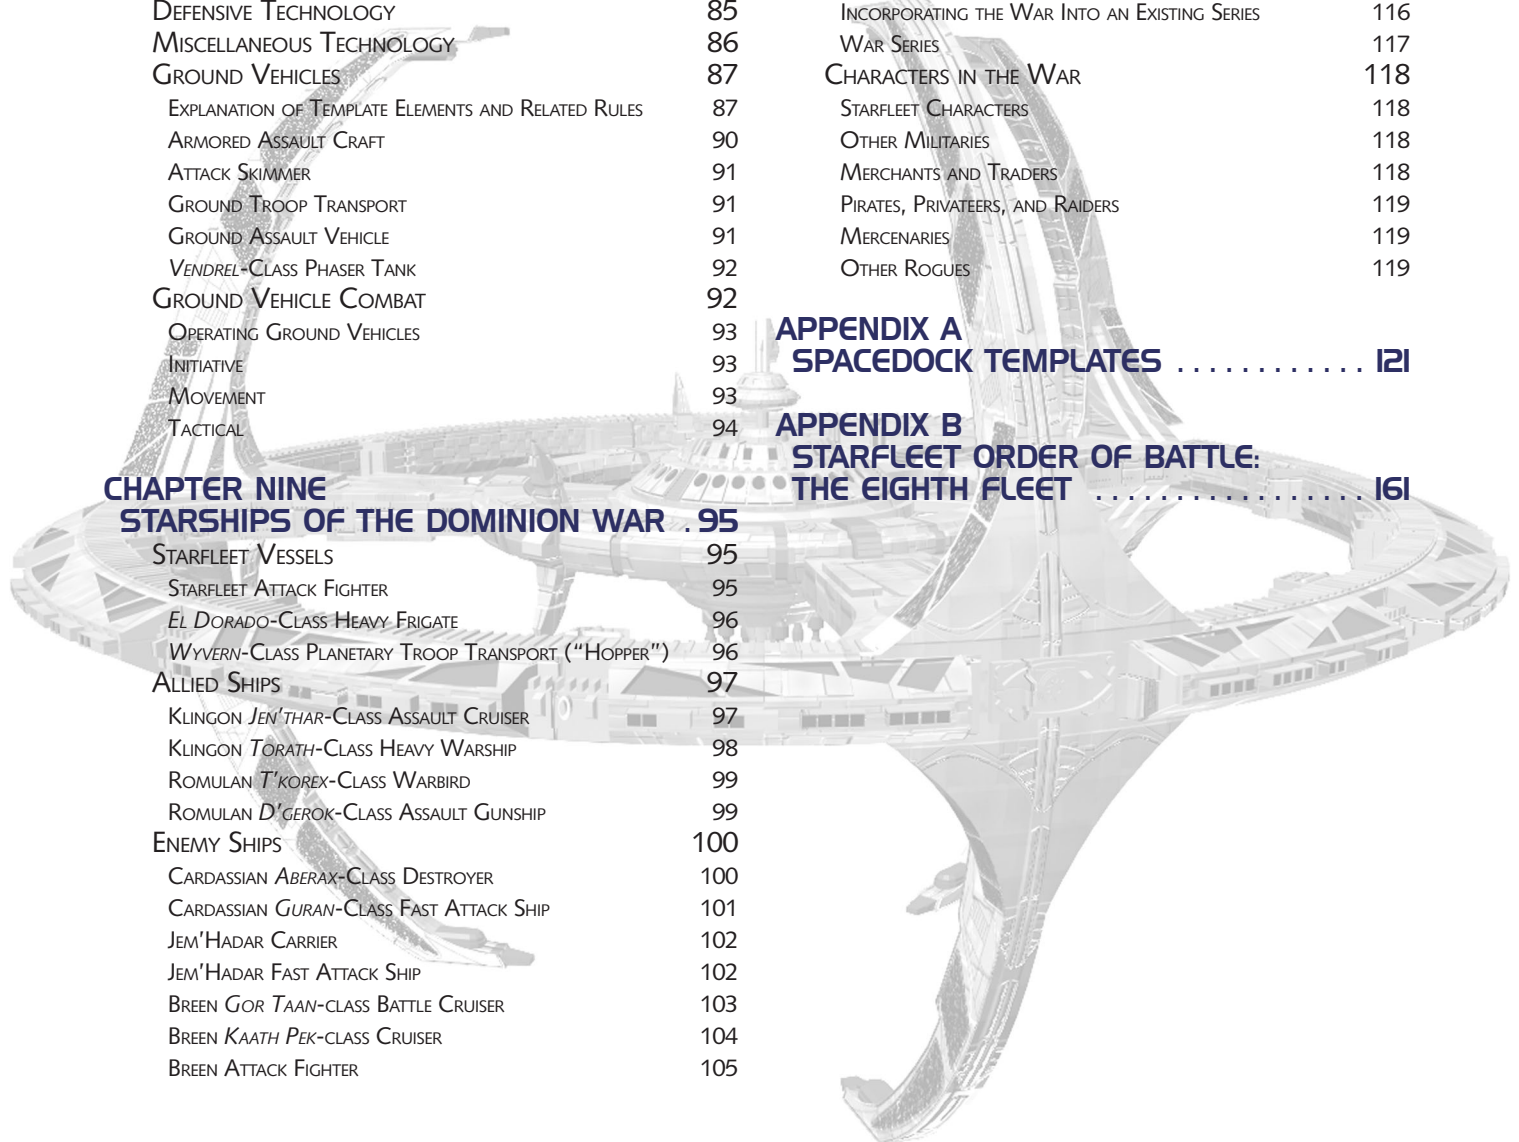 Defensive Technology 85
Miscellaneous Technology 86
Ground Vehicles 87
Explanation of Template Elements and Related Rules 87
Armored Assault Craft 90
Attack Skimmer 91
Ground Troop Transport 91
Ground Assault Vehicle 91
Vendrel-Class Phaser Tank 92
Ground Vehicle Combat 92
Operating Ground Vehicles 93
Initiative 93
Movement 93
Tactical 94
CHAPTER NINE
STARSHIPS OF THE DOMINION WAR . 95
Starfleet Vessels 95
Starfleet Attack Fighter 95
El Dorado-Class Heavy Frigate 96
Wyvern-Class Planetary Troop Transport (“Hopper”) 96
Allied Ships 97
Klingon Jen’thar-Class Assault Cruiser 97
Klingon Torath-Class Heavy Warship 98
Romulan T’korex-Class Warbird 99
Romulan D’gerok-Class Assault Gunship 99
Enemy Ships 100
Cardassian Aberax-Class Destroyer 100
Cardassian Guran-Class Fast Attack Ship 101
Jem’Hadar Carrier 102
Jem’Hadar Fast Attack Ship 102
Breen Gor Taan-class Battle Cruiser 103
Breen Kaath Pek-class Cruiser 104
Breen Attack Fighter 105
Incorporating the War Into an Existing Series 116
War Series 117
Characters in the War 118
Starfleet Characters 118
Other Militaries 118
Merchants and Traders 118
Pirates, Privateers, and Raiders 119
Mercenaries 119
Other Rogues 119
APPENDIX A
SPACEDOCK TEMPLATES . . . . . . . . . . . . 121
APPENDIX B
STARFLEET ORDER OF BATTLE:
THE EIGHTH FLEET . . . . . . . . . . . . . . . . . 161